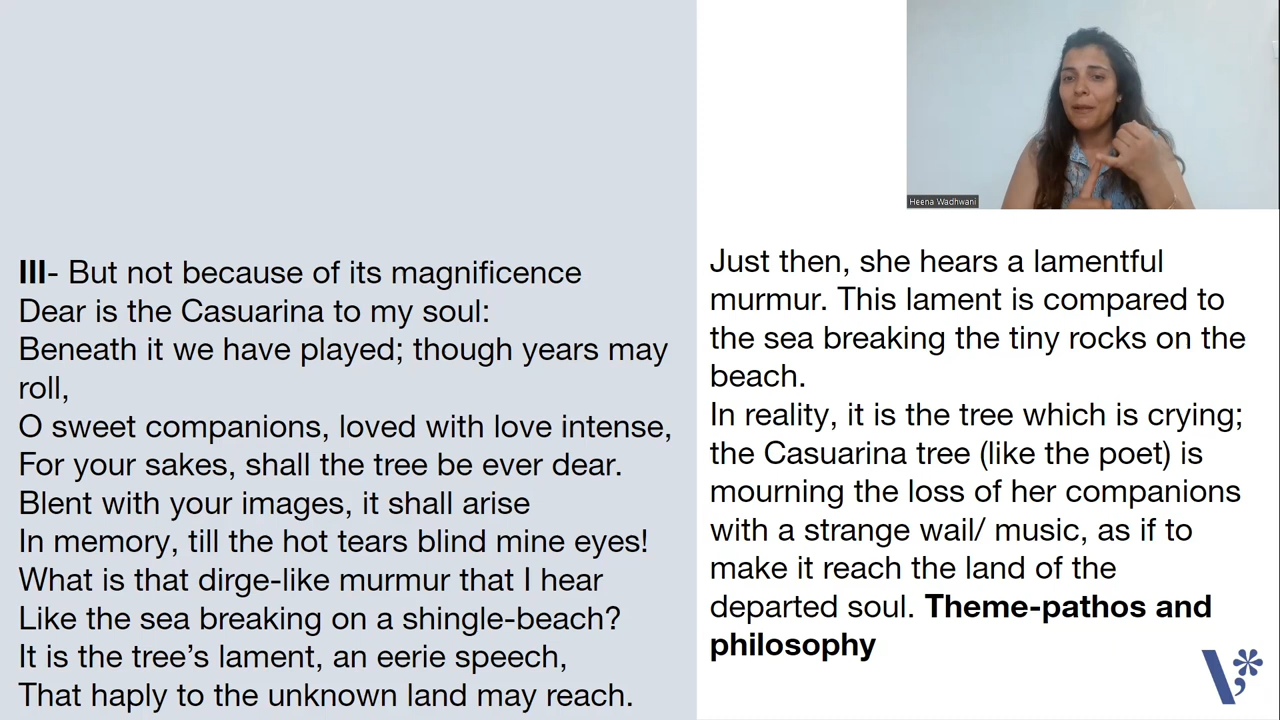 III- But not because of its magnificence
Dear is the Casuarina to my soul:
Beneath it we have played; though years may
roll,
O sweet companions, loved with love intense,
For your sakes, shall the tree be ever dear.
Blent with your images, it shall arise
In memory, till the hot tears blind mine eyes!
What is that dirge-like murmur that I hear
Like the sea breaking on a shingle-beach?
It is the tree’s lament, an eerie speech,
That haply to the unknown land may reach.
Heena Wadhwani
Just then, she hears a lamentful
murmur. This lament is compared to
the sea breaking the tiny rocks on the
beach.
In reality, it is the tree which is crying;
the Casuarina tree (like the poet) is
mourning the loss of her companions
with a strange wail/ music, as if to
make it reach the land of the
departed soul. Theme-pathos and
philosophy